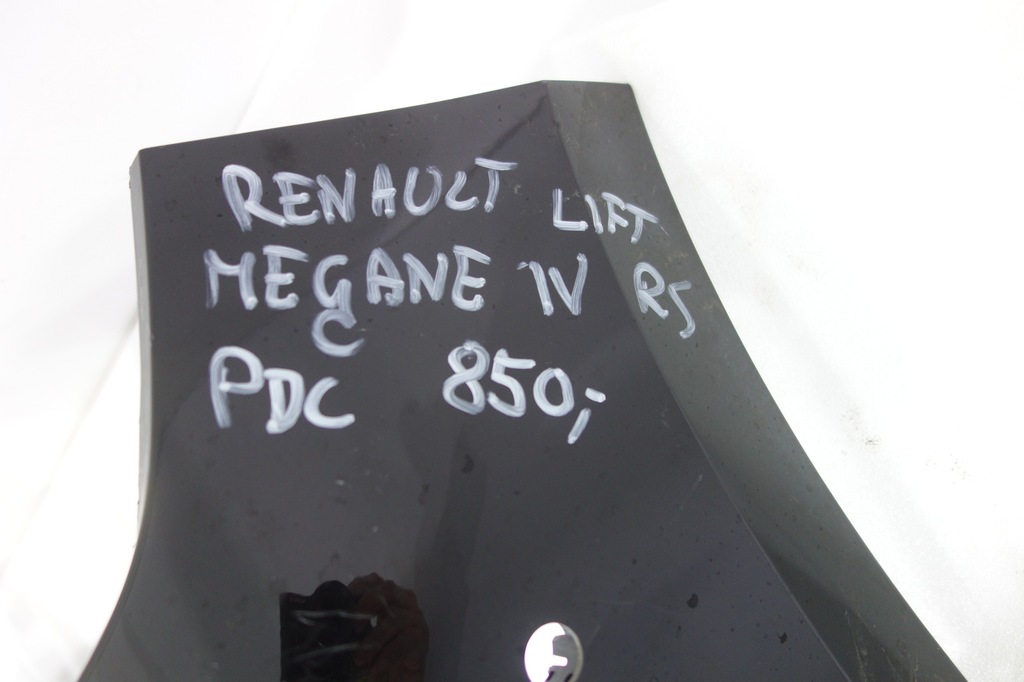 RENAULT LIFT
MEGANE IV RS
C
PDC 850,-